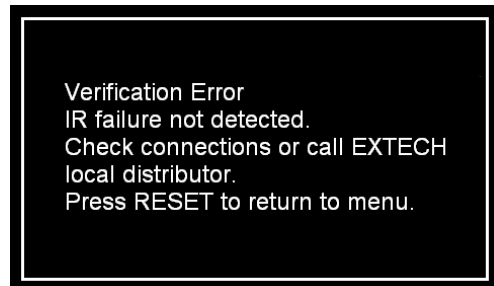 Verification Error
IR failure not detected.
Check connections or call EXTECH
local distributor.
Press RESET to return to menu.